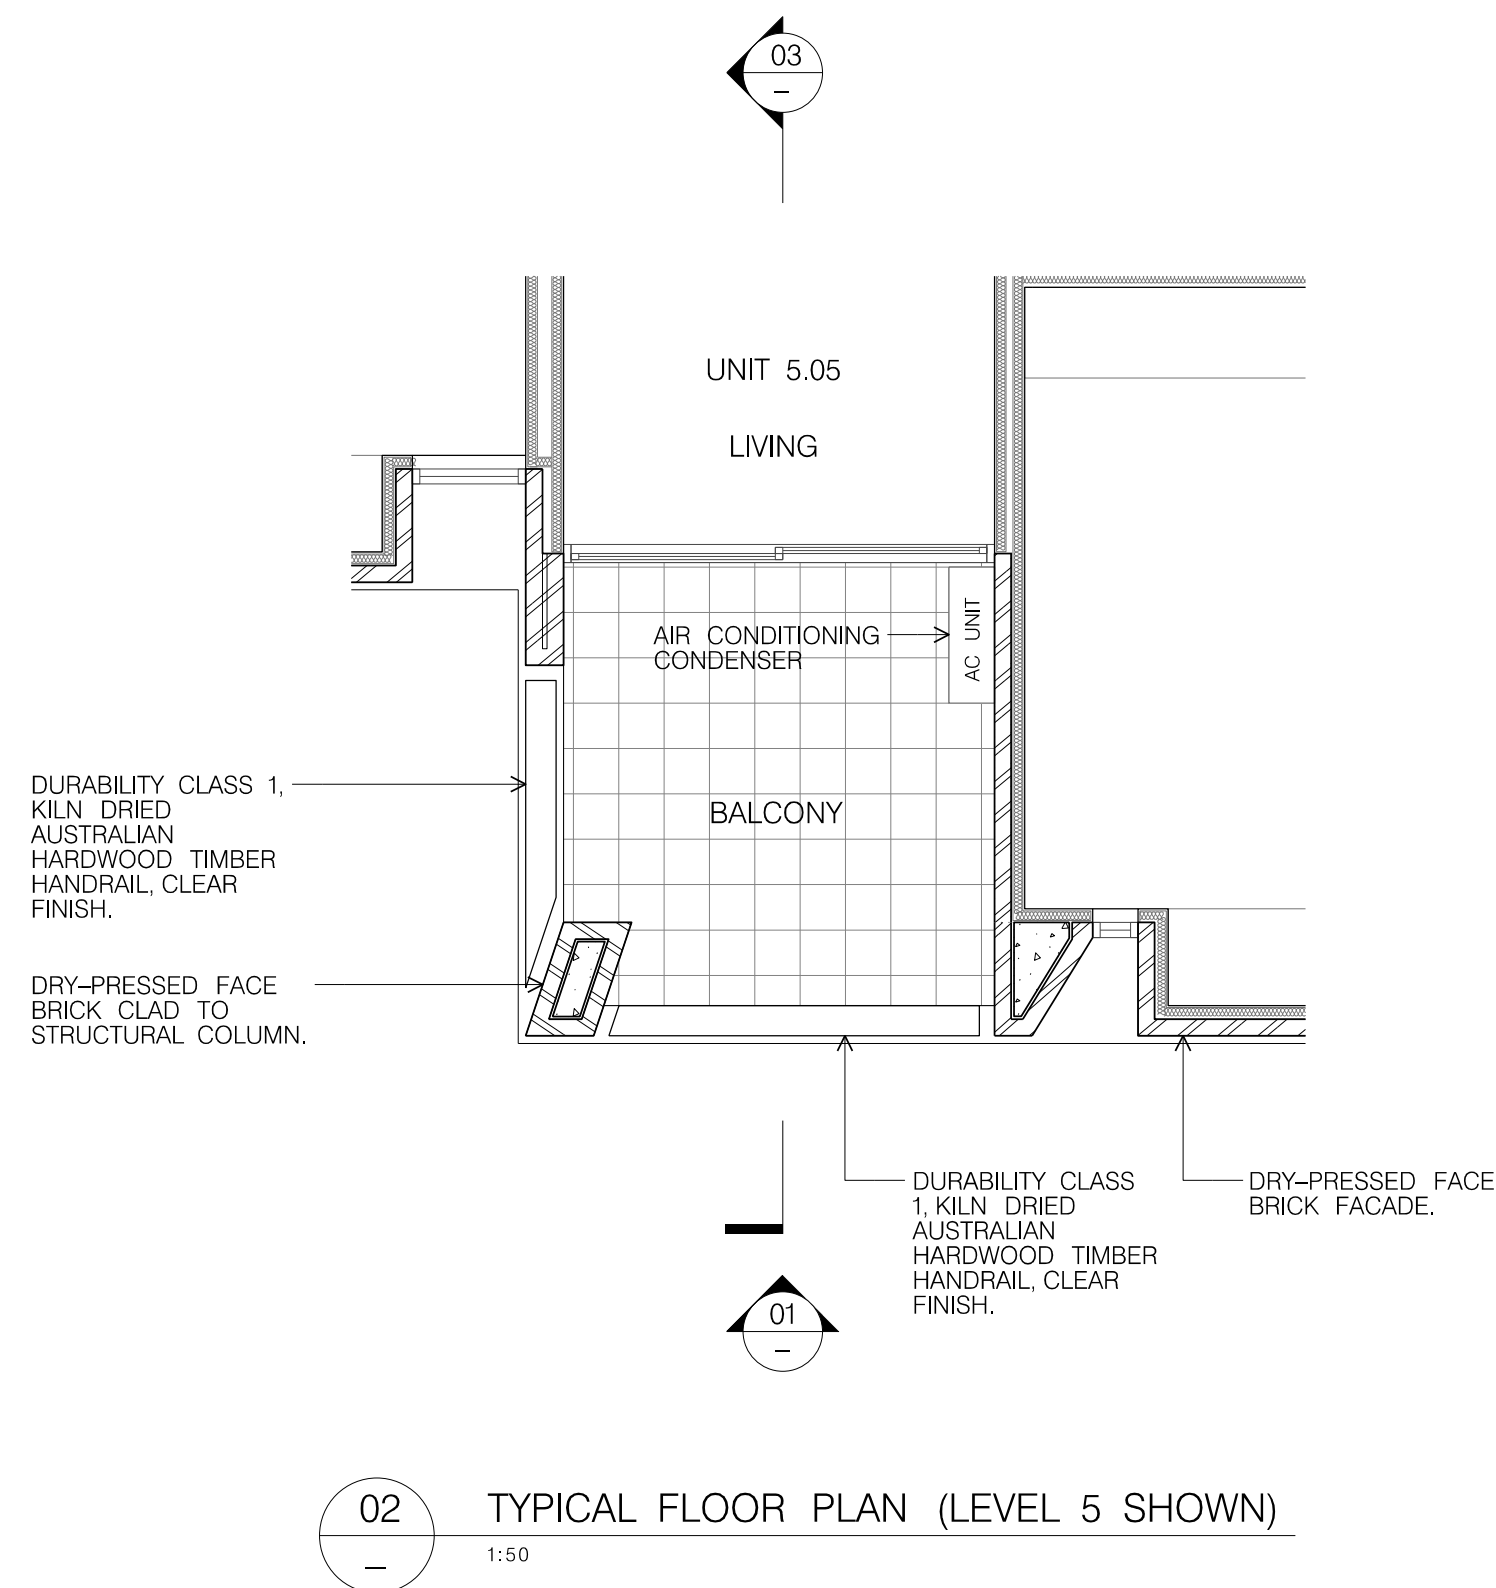 03
–
UNIT 5.05
LIVING
AIR CONDITIONING
CONDENSER
AC UNIT
BALCONY
DURABILITY CLASS 1,
KILN DRIED
AUSTRALIAN
HARDWOOD TIMBER
HANDRAIL, CLEAR
FINISH.
DRY–PRESSED FACE
BRICK CLAD TO
STRUCTURAL COLUMN.
DURABILITY CLASS
1, KILN DRIED
AUSTRALIAN
HARDWOOD TIMBER
HANDRAIL, CLEAR
FINISH.
DRY–PRESSED FACE
BRICK FACADE.
01
–
02
–
TYPICAL FLOOR PLAN (LEVEL 5 SHOWN)
1:50